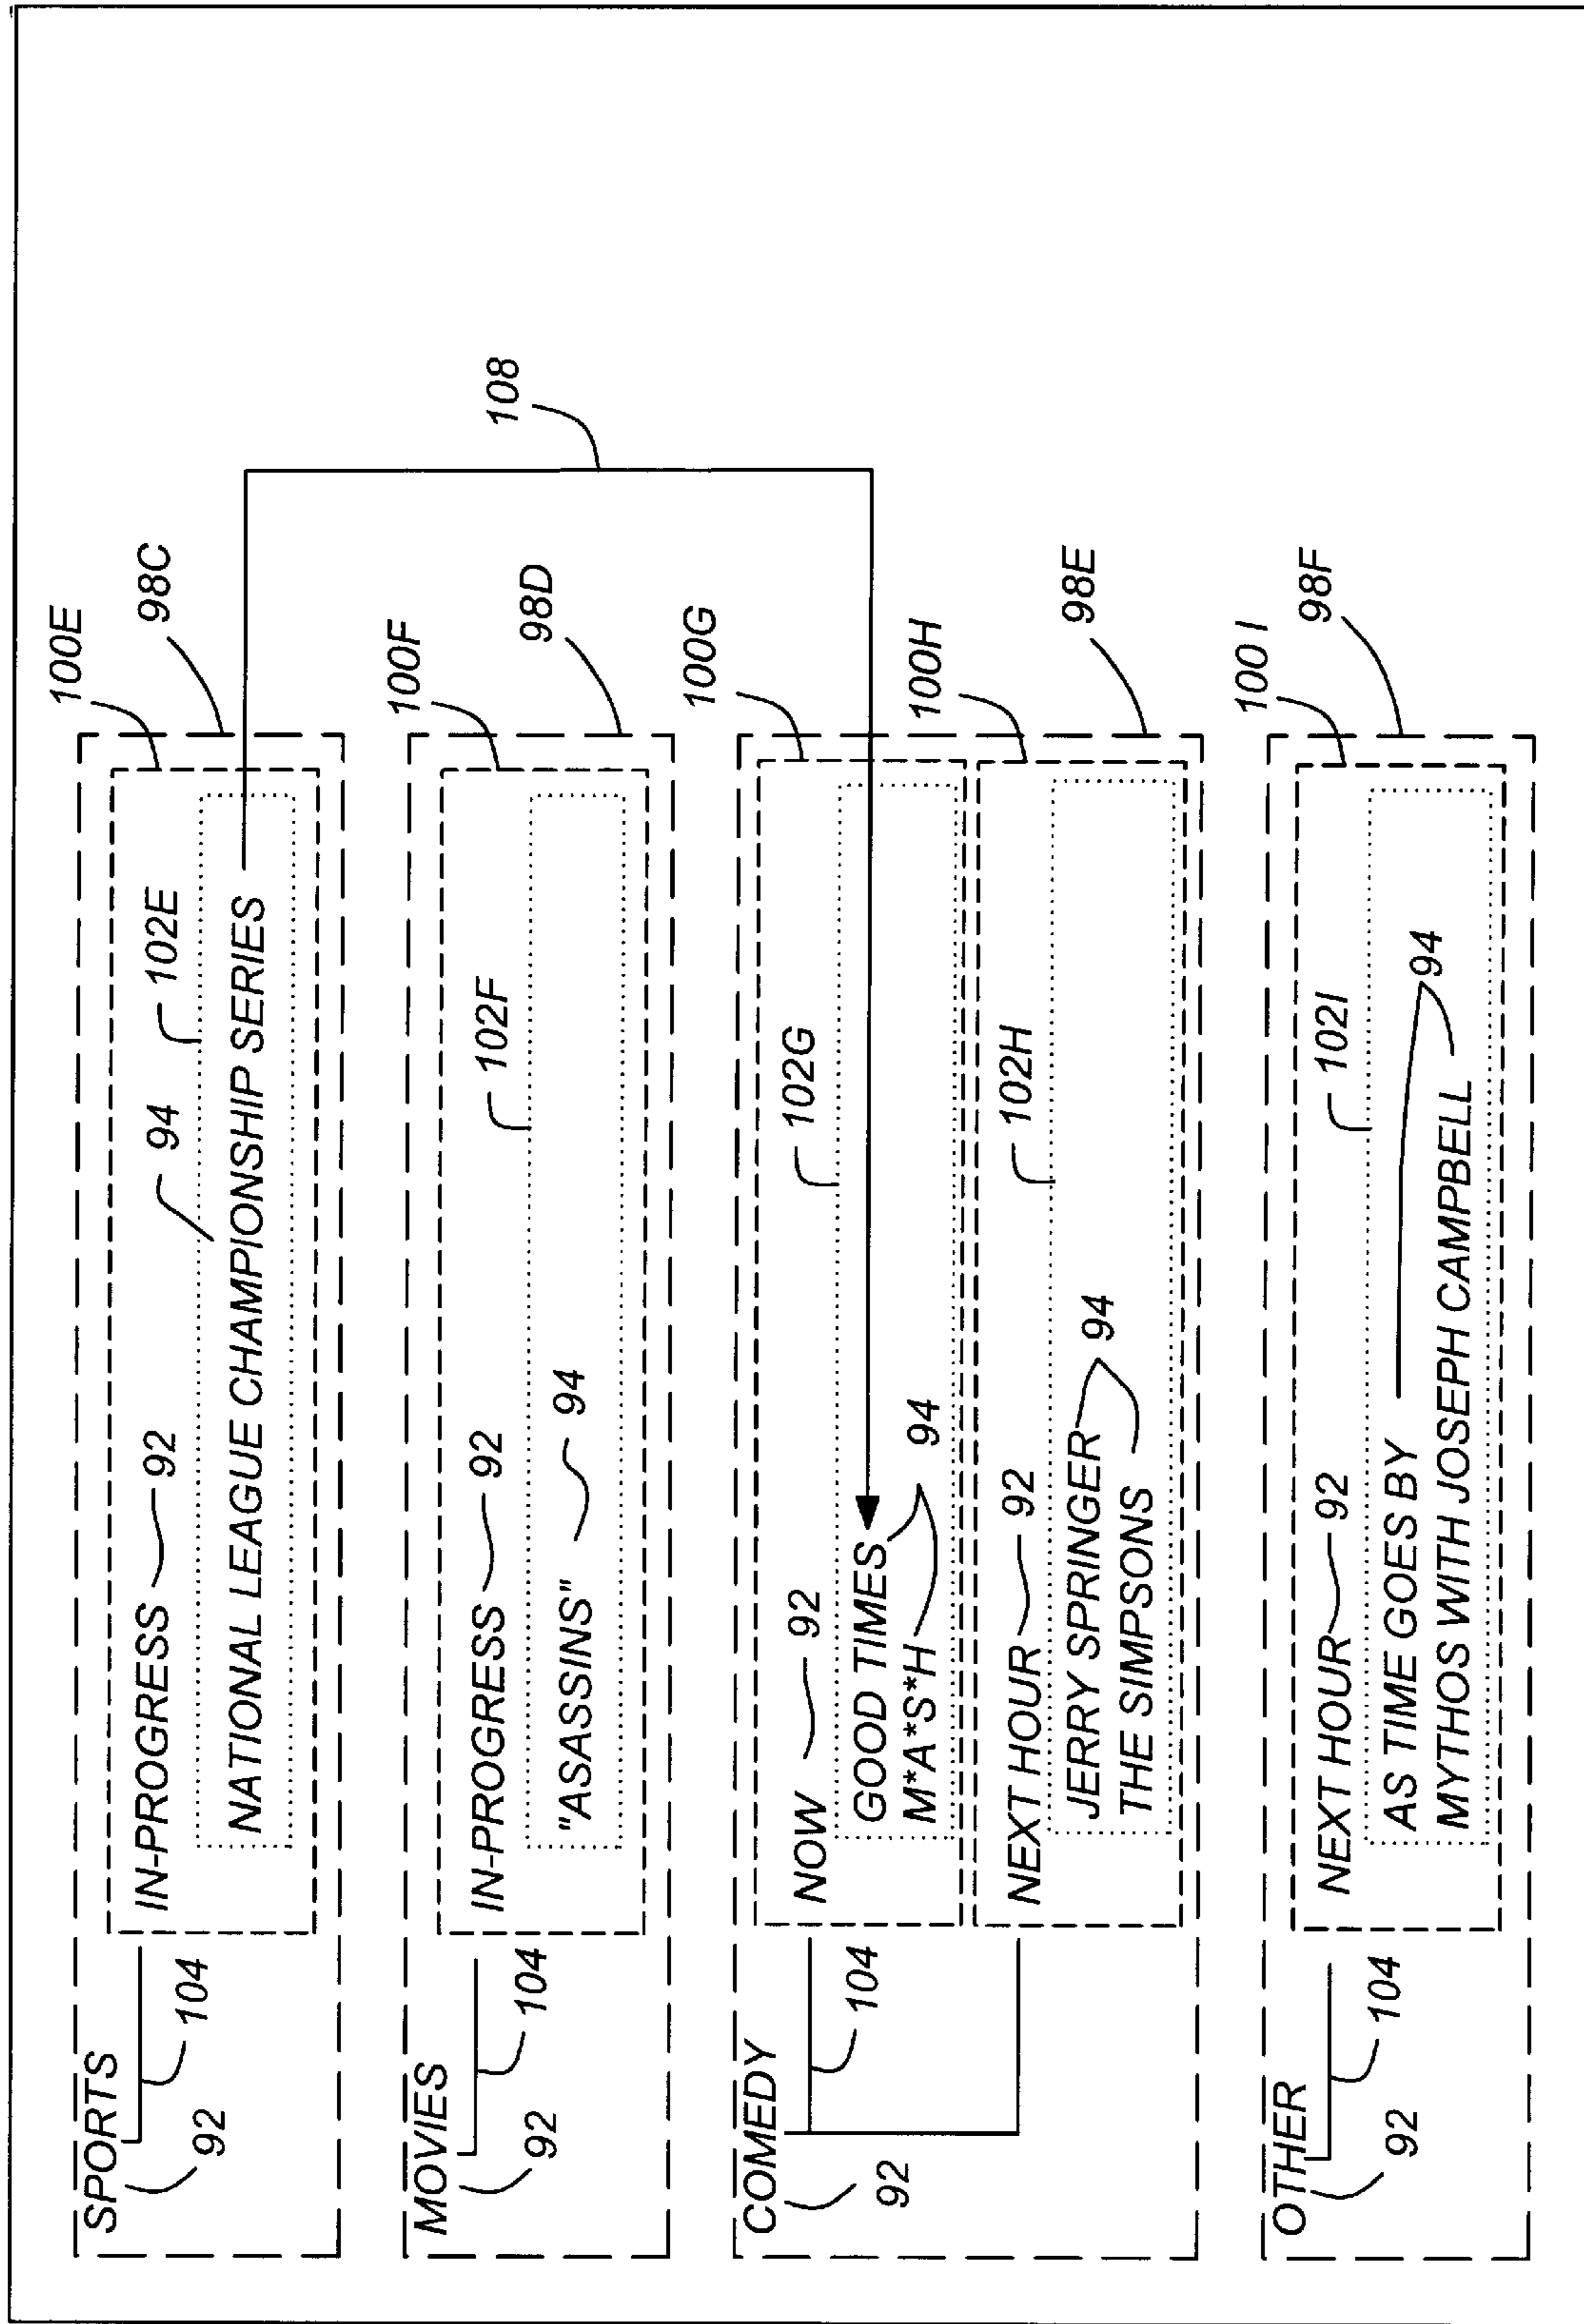 100E
98C
SPORTS
IN-PROGRESS 92
94
102E
104
92
NATIONAL LEAGUE CHAMPIONSHIP SERIES
108
100F
98D
MOVIES
IN-PROGRESS 92
102F
104
92
"ASASSINS" 94
100G
COMEDY
NOW 92
102G
104
92
GOOD TIMES
M*A*S*H 94
100H
98E
NEXT HOUR 92
102H
JERRY SPRINGER
94
THE SIMPSONS
100I
98F
OTHER
NEXT HOUR 92
102I
104
92
AS TIME GOES BY
94
MYTHOS WITH JOSEPH CAMPBELL